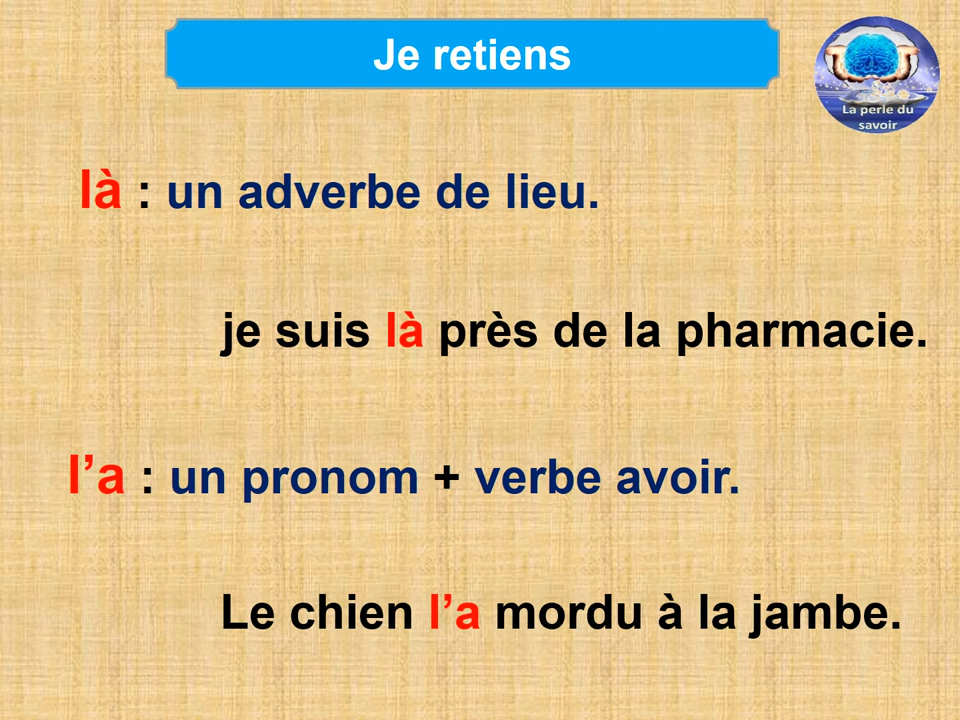 Je retiens
La perle du
savoir
là : un adverbe de lieu.
je suis là près de la pharmacie.
l’a : un pronom + verbe avoir.
Le chien l’a mordu à la jambe.